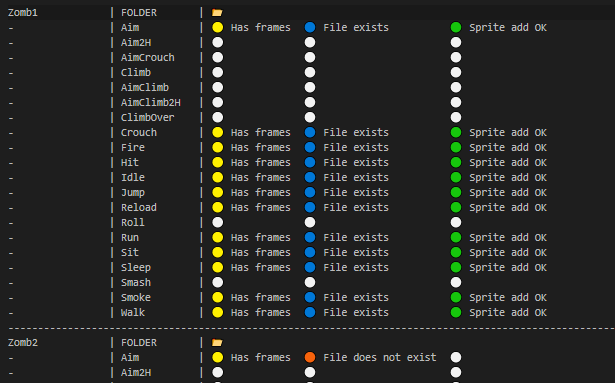 Zomb1 | FOLDER | 📂
- | Aim | 🟡 Has frames 🔵 File exists 🟢 Sprite add OK
- | Aim2H | ⚪ ⚪ ⚪
- | AimCrouch | ⚪ ⚪ ⚪
- | Climb | ⚪ ⚪ ⚪
- | AimClimb | ⚪ ⚪ ⚪
- | AimClimb2H | ⚪ ⚪ ⚪
- | ClimbOver | ⚪ ⚪ ⚪
- | Crouch | 🟡 Has frames 🔵 File exists 🟢 Sprite add OK
- | Fire | 🟡 Has frames 🔵 File exists 🟢 Sprite add OK
- | Hit | 🟡 Has frames 🔵 File exists 🟢 Sprite add OK
- | Idle | 🟡 Has frames 🔵 File exists 🟢 Sprite add OK
- | Jump | 🟡 Has frames 🔵 File exists 🟢 Sprite add OK
- | Reload | 🟡 Has frames 🔵 File exists 🟢 Sprite add OK
- | Roll | ⚪ ⚪ ⚪
- | Run | 🟡 Has frames 🔵 File exists 🟢 Sprite add OK
- | Sit | 🟡 Has frames 🔵 File exists 🟢 Sprite add OK
- | Sleep | 🟡 Has frames 🔵 File exists 🟢 Sprite add OK
- | Smash | ⚪ ⚪ ⚪
- | Smoke | 🟡 Has frames 🔵 File exists 🟢 Sprite add OK
- | Walk | 🟡 Has frames 🔵 File exists 🟢 Sprite add OK
-------------------------------------------------------------------------------------------------------
Zomb2 | FOLDER | 📂
- | Aim | 🟡 Has frames 🟠 File does not exist ⚪
- | Aim2H | ⚪ ⚪ ⚪